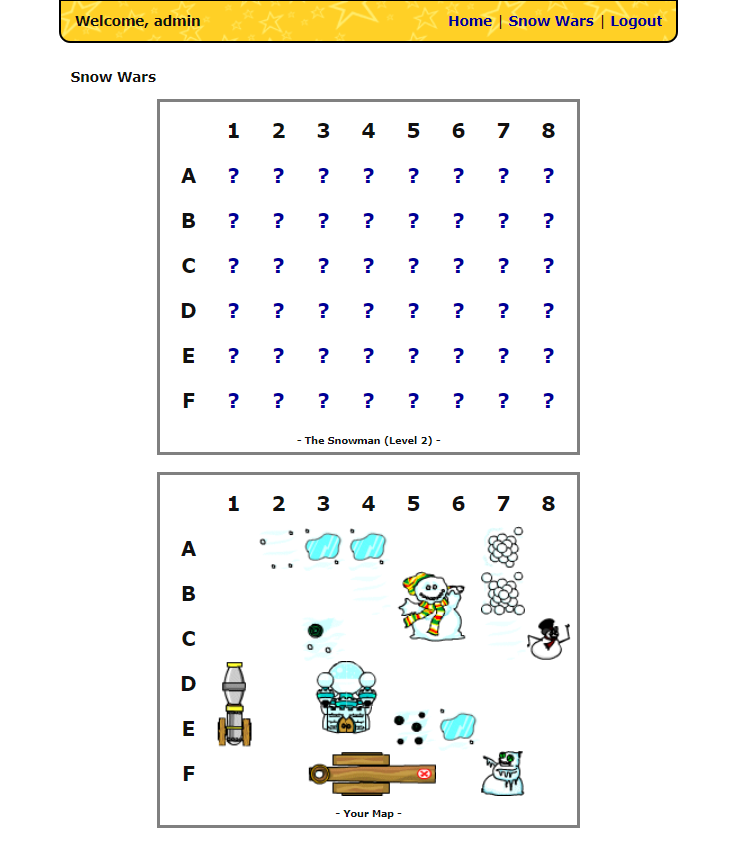 Welcome, admin
Home | Snow Wars | Logout
Snow Wars
1 2 3 4 5 6 7 8
A ? ? ? ? ? ? ? ?
B ? ? ? ? ? ? ? ?
C ? ? ? ? ? ? ? ?
D ? ? ? ? ? ? ? ?
E ? ? ? ? ? ? ? ?
F ? ? ? ? ? ? ? ?
- The Snowman (Level 2) -
1 2 3 4 5 6 7 8
A
B
C
D
E
F
- Your Map -